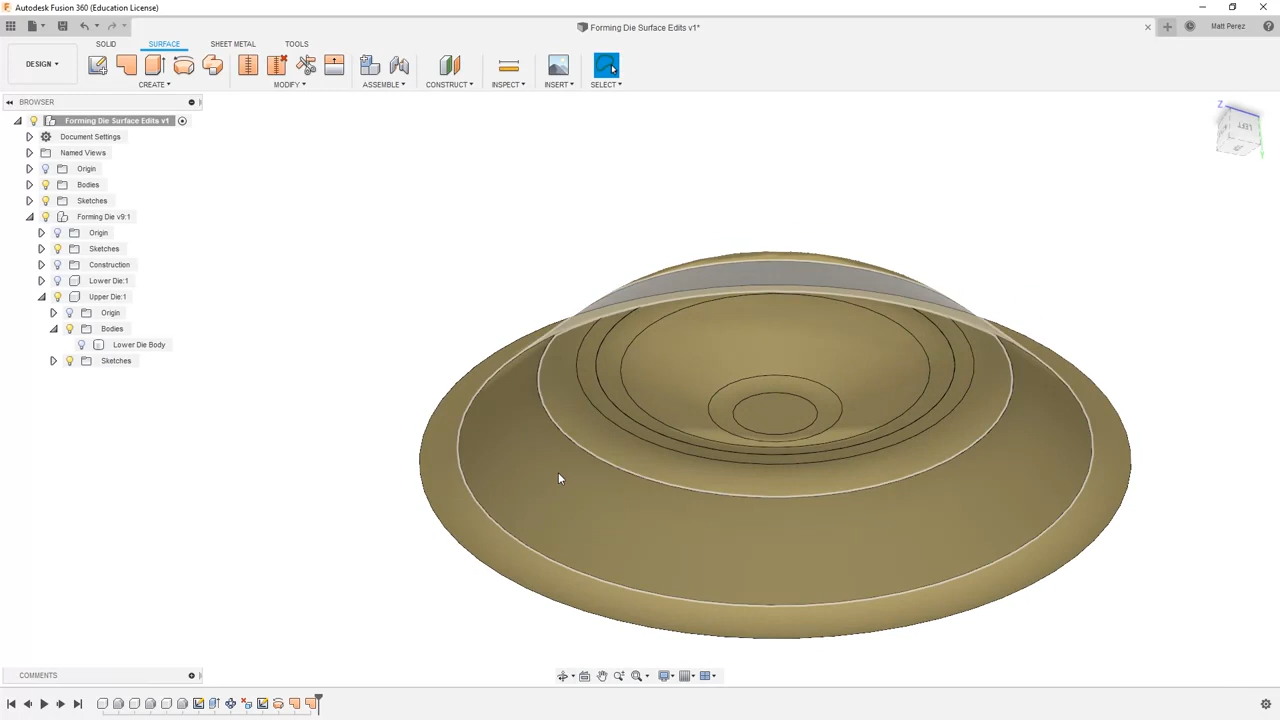 Autodesk Fusion 360 (Education License)
Forming Die Surface Edits v1*
Matt Perez
SOLID SURFACE SHEET METAL TOOLS
DESIGN ▾
CREATE ▾ MODIFY ▾ ASSEMBLE ▾ CONSTRUCT ▾ INSPECT ▾ INSERT ▾ SELECT ▾
BROWSER
Forming Die Surface Edits v1
Document Settings
Named Views
Origin
Bodies
Sketches
Forming Die v9:1
Origin
Sketches
Construction
Lower Die:1
Upper Die:1
Origin
Bodies
Lower Die Body
Sketches
Z
LEFT
COMMENTS